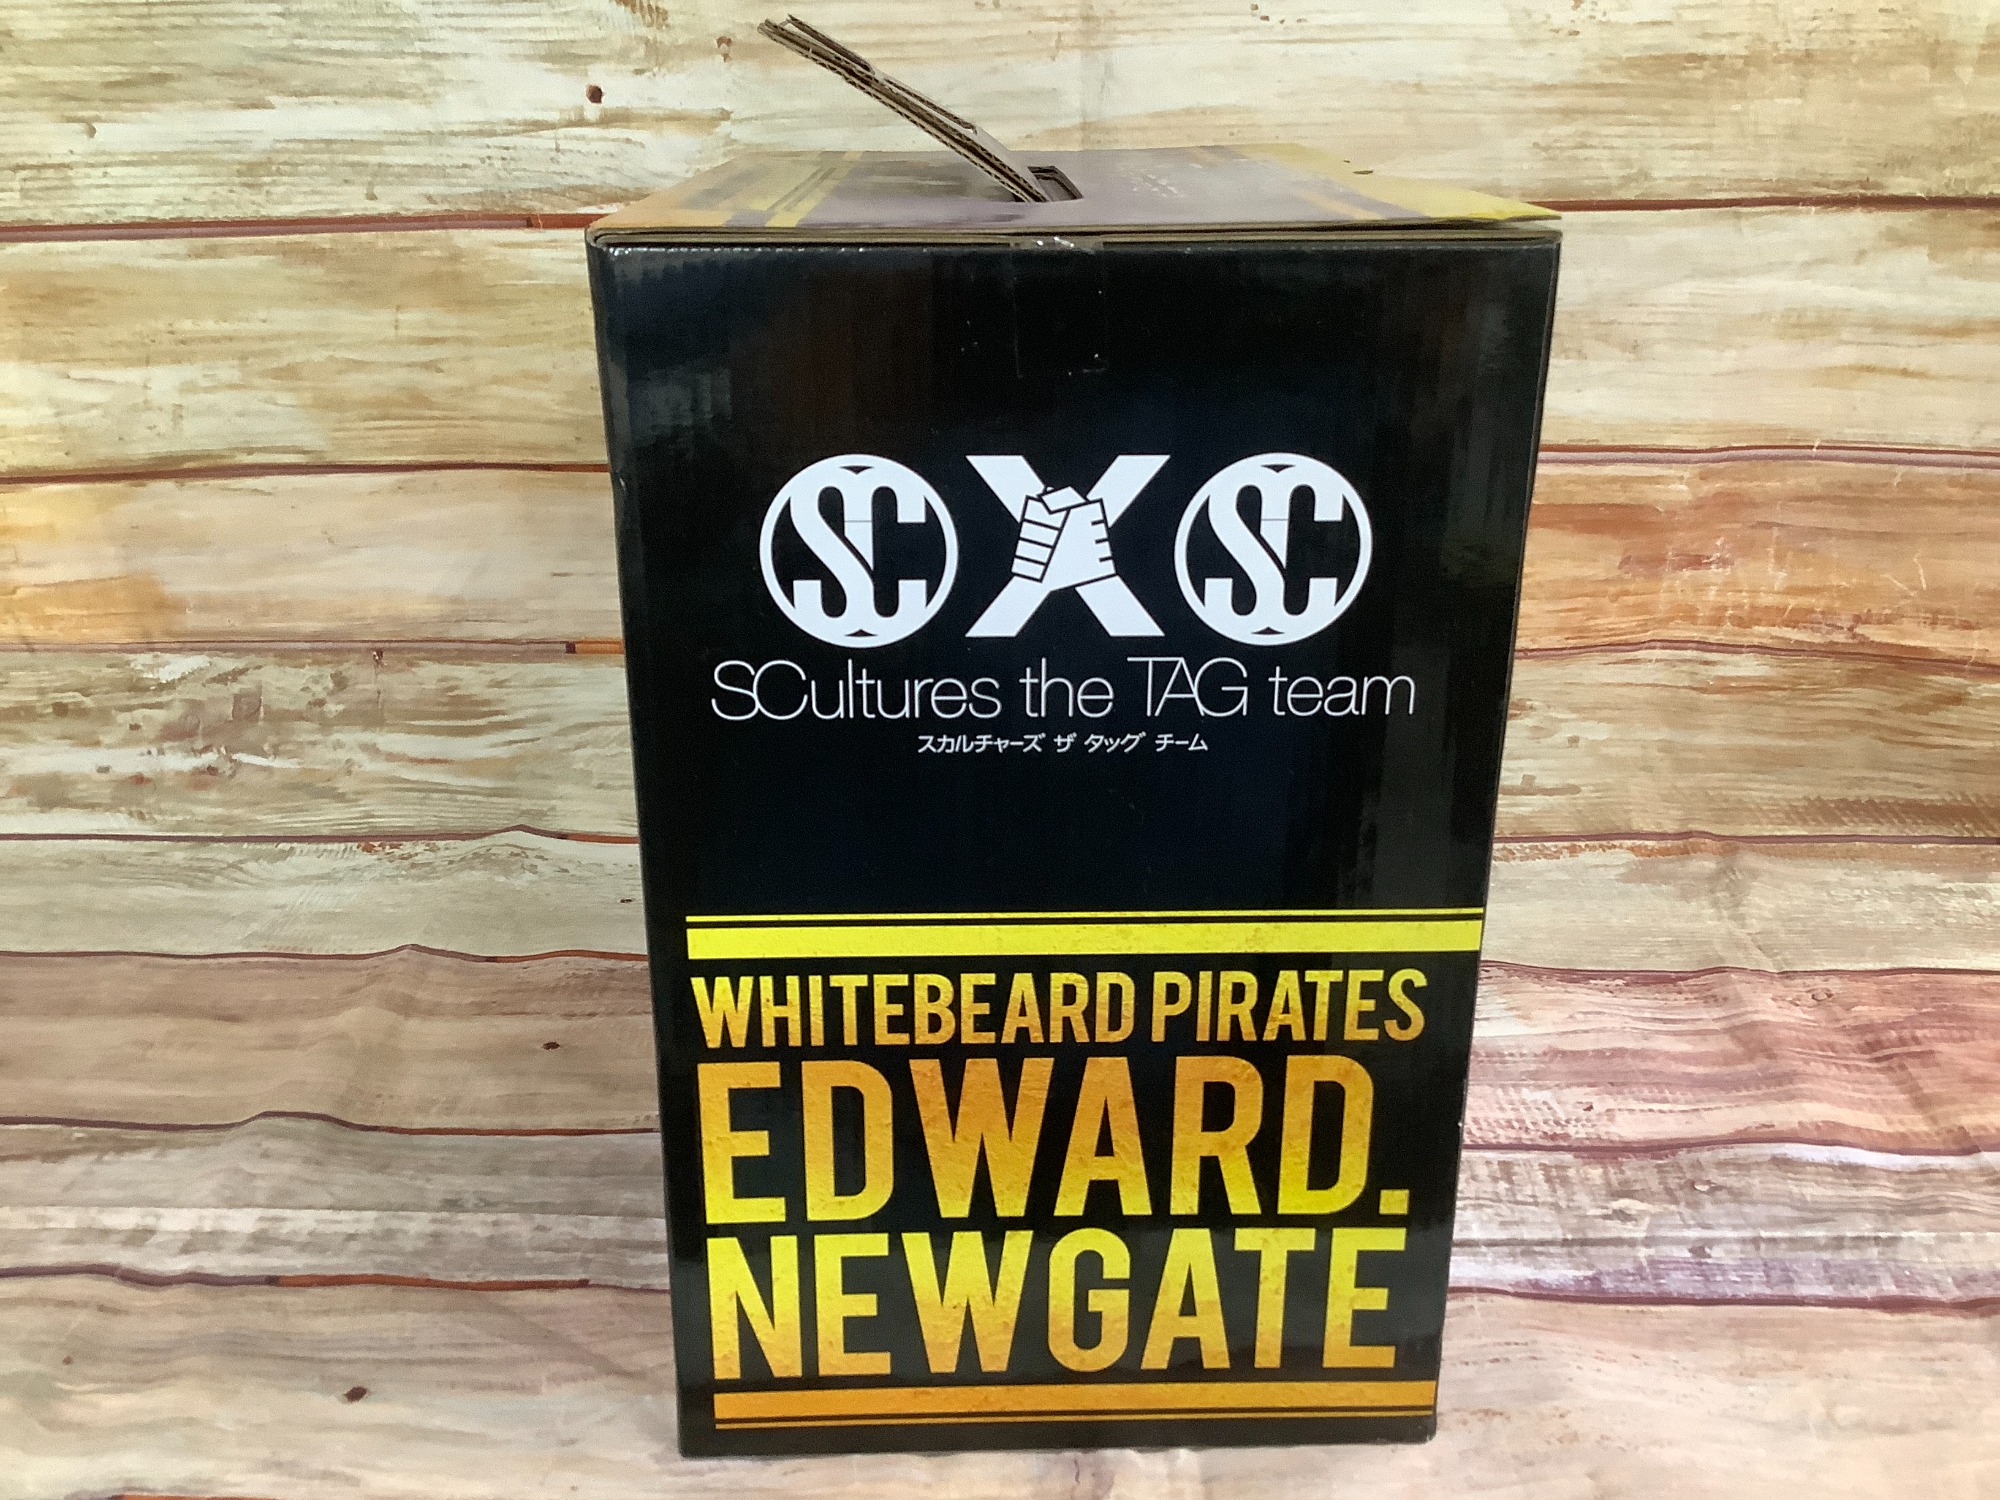 SC X SC
SCultures the TAG team
スカルチャーズ ザ タッグ チーム
WHITEBEARD PIRATES
EDWARD.
NEWGATE